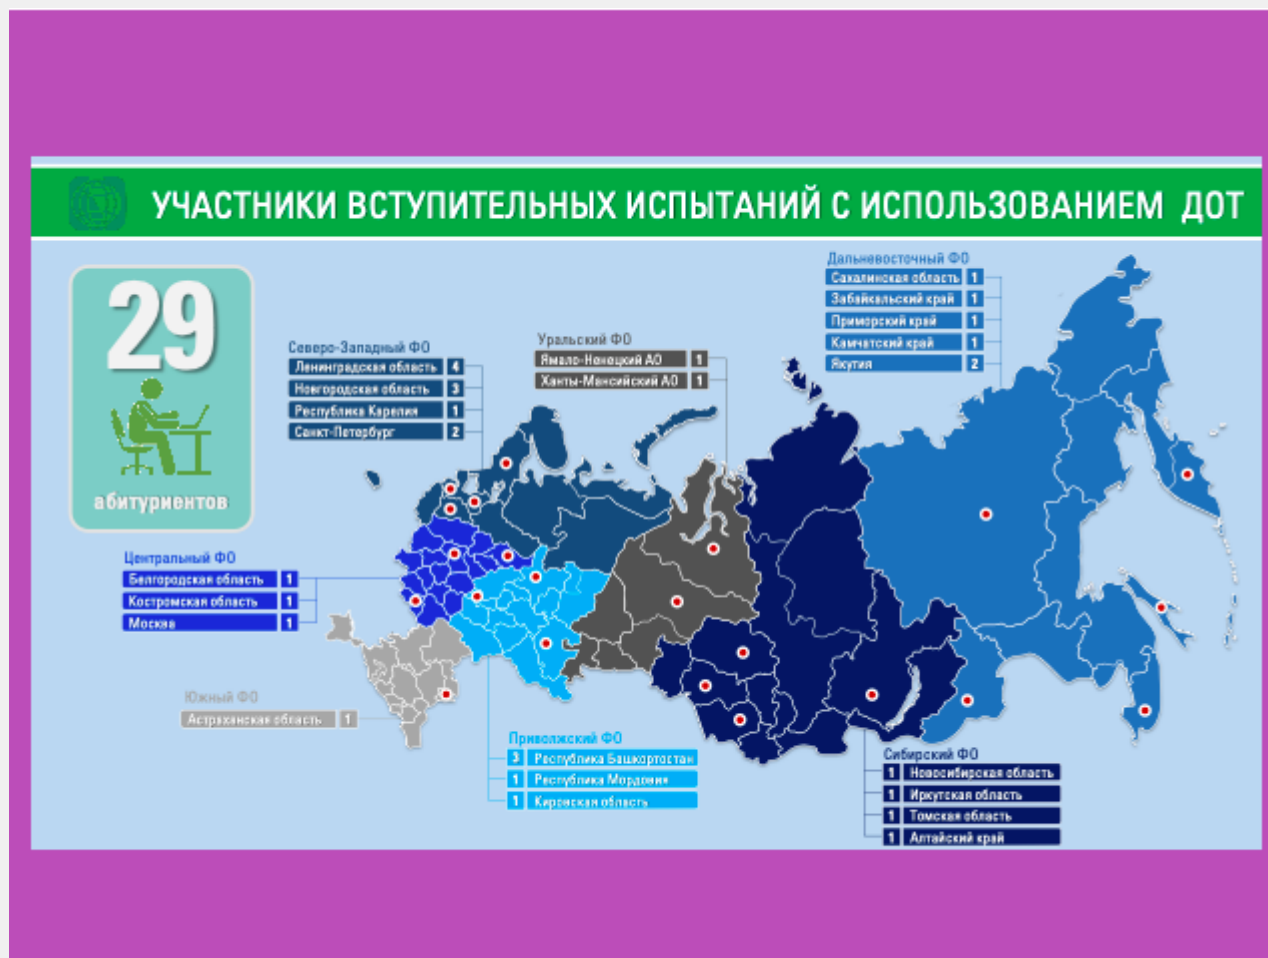 УЧАСТНИКИ ВСТУПИТЕЛЬНЫХ ИСПЫТАНИЙ С ИСПОЛЬЗОВАНИЕМ ДОТ
29
абитуриентов
Северо-Западный ФО
Ленинградская область 4
Новгородская область 3
Республика Карелия 1
Санкт-Петербург 2
Уральский ФО
Ямало-Ненецкий АО 1
Ханты-Мансийский АО 1
Дальневосточный ФО
Сахалинская область 1
Забайкальский край 1
Приморский край 1
Камчатский край 1
Якутия 2
Центральный ФО
Белгородская область 1
Костромская область 1
Москва 1
Южный ФО
Астраханская область 1
Приволжский ФО
3 Республика Башкортостан
1 Республика Мордовия
1 Кировская область
Сибирский ФО
1 Новосибирская область
1 Иркутская область
1 Томская область
1 Алтайский край